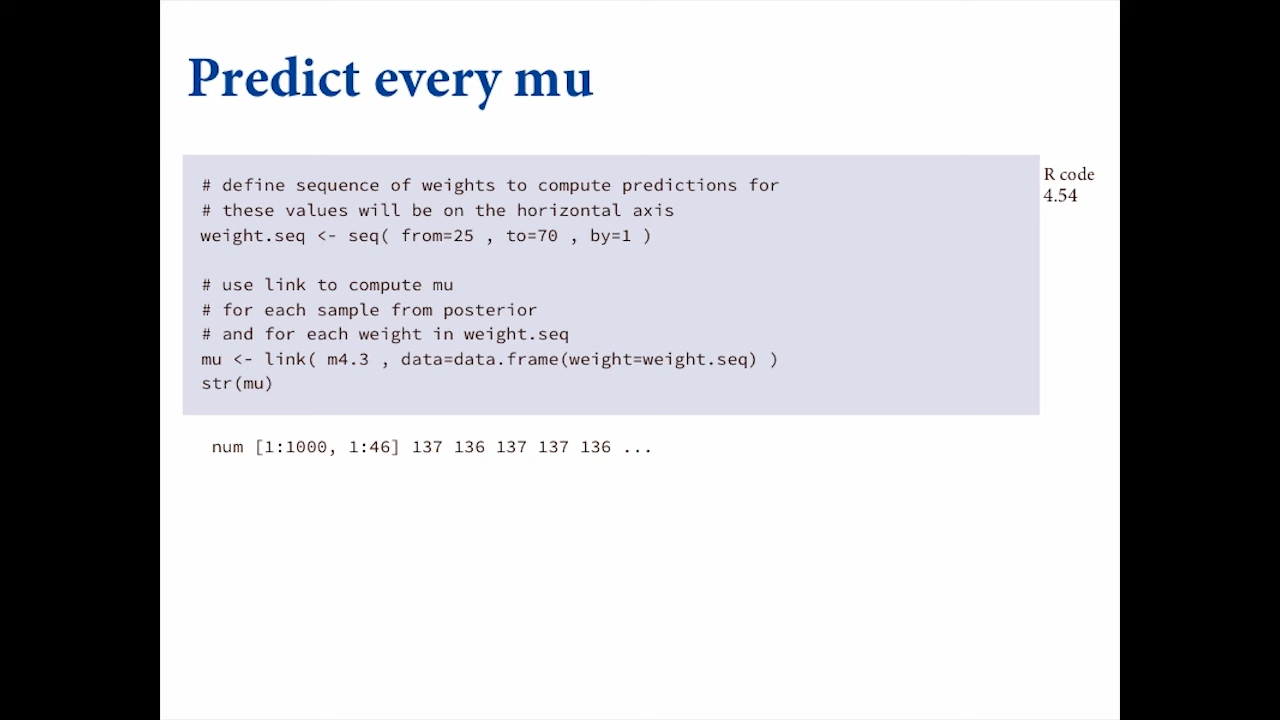 Predict every mu
# define sequence of weights to compute predictions for
# these values will be on the horizontal axis
weight.seq <- seq( from=25 , to=70 , by=1 )
# use link to compute mu
# for each sample from posterior
# and for each weight in weight.seq
mu <- link( m4.3 , data=data.frame(weight=weight.seq) )
str(mu)
R code
4.54
num [1:1000, 1:46] 137 136 137 137 136 ...